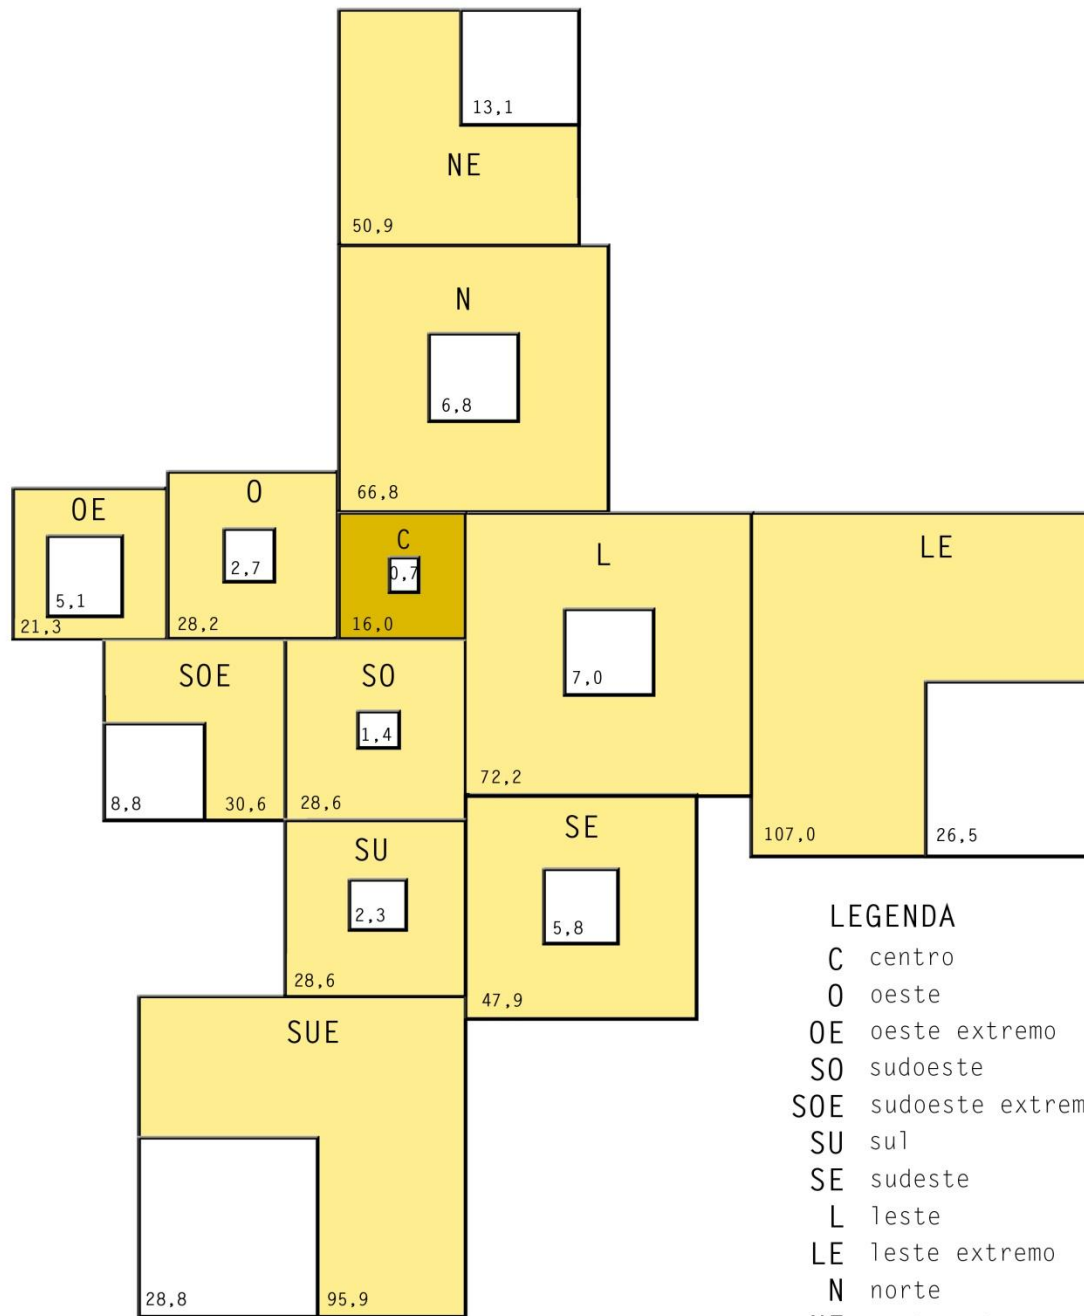 13,1
NE
50,9
N
6,8
66,8
OE
5,1
21,3
O
2,7
28,2
C
0,7
16,0
L
7,0
72,2
LE
107,0
26,5
SOE
8,8
30,6
SO
1,4
28,6
SU
2,3
28,6
SE
5,8
47,9
SUE
28,8
95,9
LEGENDA
C centro
O oeste
OE oeste extremo
SO sudoeste
SOE sudoeste extrem
SU sul
SE sudeste
L leste
LE leste extremo
N norte